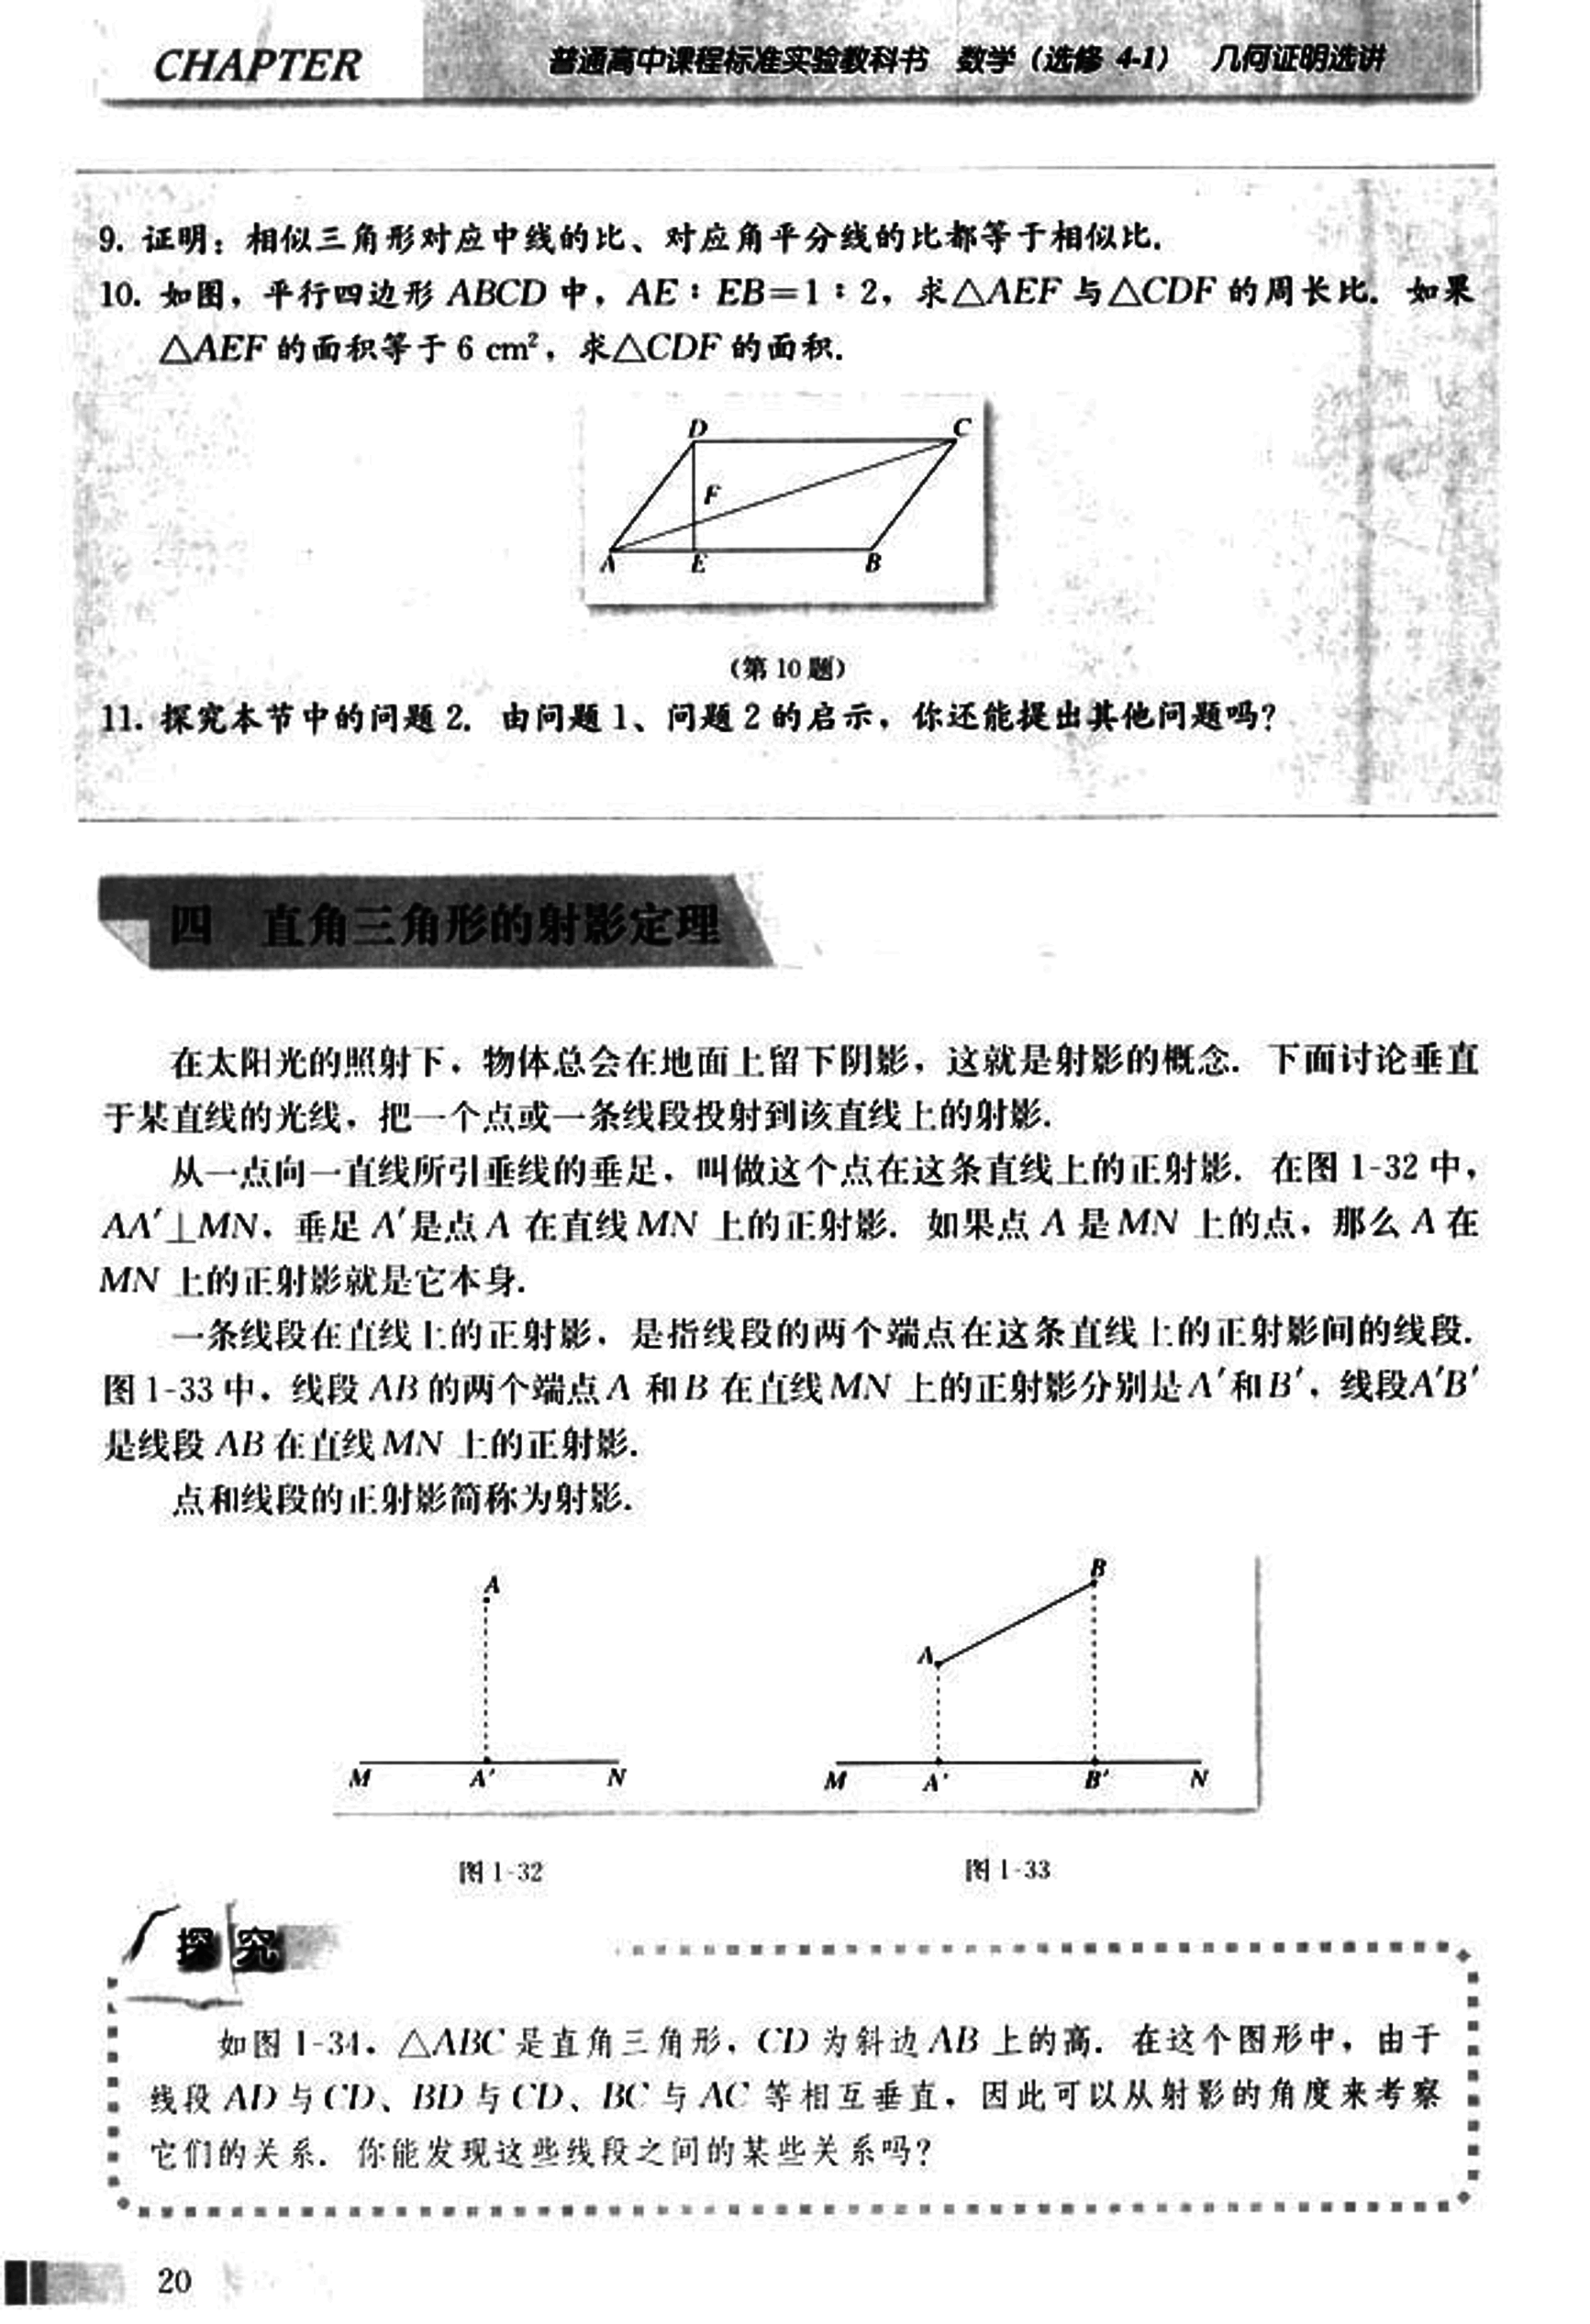 CHAPTER
普通高中课程标准实验教科书 数学（选修 4-1） 几何证明选讲
9. 证明：相似三角形对应中线的比、对应角平分线的比都等于相似比.
10. 如图，平行四边形 ABCD 中，AE∶EB=1∶2，求△AEF 与△CDF 的周长比. 如果
△AEF 的面积等于 6 cm²，求△CDF 的面积.
D
C
F
A
E
B
（第 10 题）
11. 探究本节中的问题 2. 由问题 1、问题 2 的启示，你还能提出其他问题吗？
四 直角三角形的射影定理
在太阳光的照射下，物体总会在地面上留下阴影，这就是射影的概念. 下面讨论垂直
于某直线的光线，把一个点或一条线段投射到该直线上的射影.
从一点向一直线所引垂线的垂足，叫做这个点在这条直线上的正射影. 在图 1-32 中，
AA′⊥MN，垂足 A′是点 A 在直线 MN 上的正射影. 如果点 A 是 MN 上的点，那么 A 在
MN 上的正射影就是它本身.
一条线段在直线上的正射影，是指线段的两个端点在这条直线上的正射影间的线段.
图 1-33 中，线段 AB 的两个端点 A 和 B 在直线 MN 上的正射影分别是 A′和 B′，线段A′B′
是线段 AB 在直线 MN 上的正射影.
点和线段的正射影简称为射影.
A
M
A′
N
B
A
M
A′
B′
N
图 1-32
图 1-33
探究
如图 1-34，△ABC 是直角三角形，CD 为斜边 AB 上的高. 在这个图形中，由于
线段 AD 与 CD、BD 与 CD、BC 与 AC 等相互垂直，因此可以从射影的角度来考察
它们的关系. 你能发现这些线段之间的某些关系吗？
20